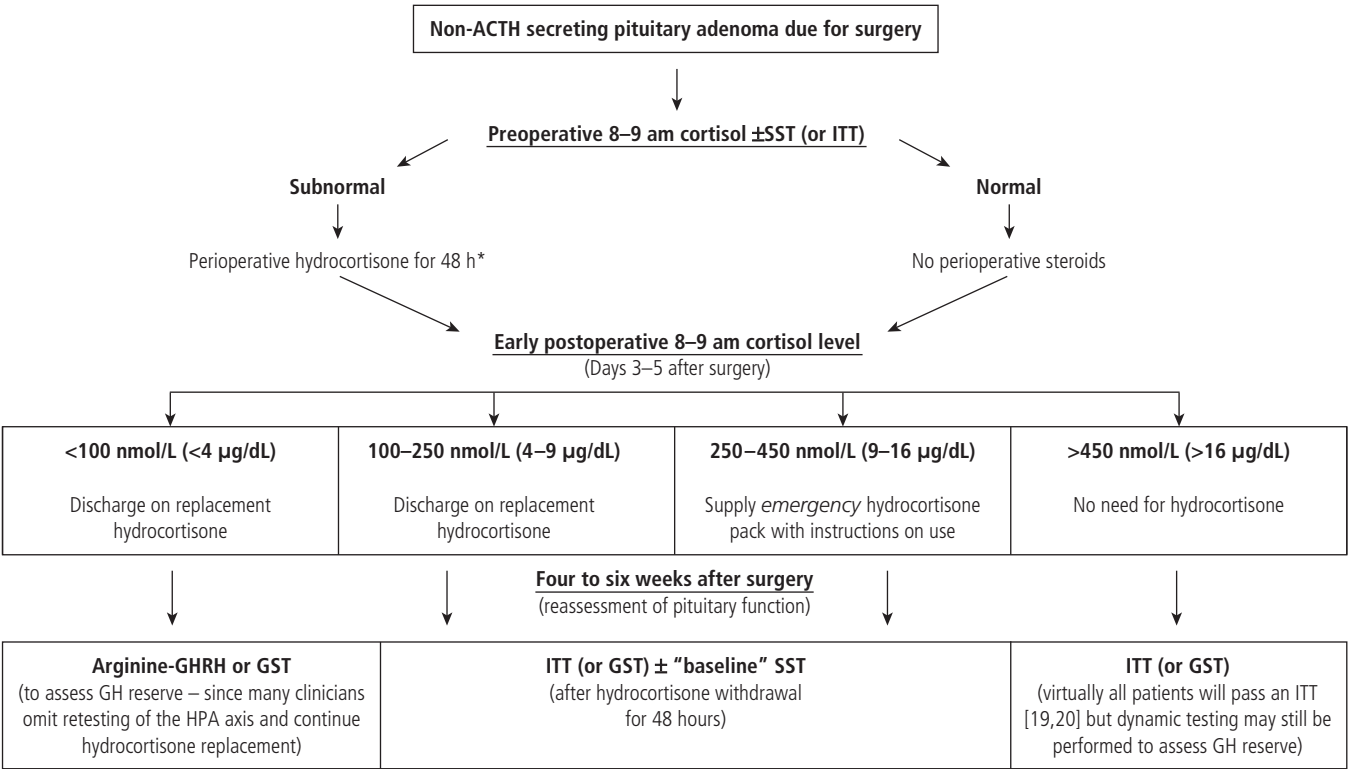 Non-ACTH secreting pituitary adenoma due for surgery
Preoperative 8–9 am cortisol ±SST (or ITT)
Subnormal
Normal
Perioperative hydrocortisone for 48 h*
No perioperative steroids
Early postoperative 8–9 am cortisol level
(Days 3–5 after surgery)
<100 nmol/L (<4 µg/dL)
Discharge on replacement
hydrocortisone
100–250 nmol/L (4–9 µg/dL)
Discharge on replacement
hydrocortisone
250–450 nmol/L (9–16 µg/dL)
Supply emergency hydrocortisone
pack with instructions on use
>450 nmol/L (>16 µg/dL)
No need for hydrocortisone
Four to six weeks after surgery
(reassessment of pituitary function)
Arginine-GHRH or GST
(to assess GH reserve – since many clinicians
omit retesting of the HPA axis and continue
hydrocortisone replacement)
ITT (or GST) ± “baseline” SST
(after hydrocortisone withdrawal
for 48 hours)
ITT (or GST)
(virtually all patients will pass an ITT
[19,20] but dynamic testing may still be
performed to assess GH reserve)